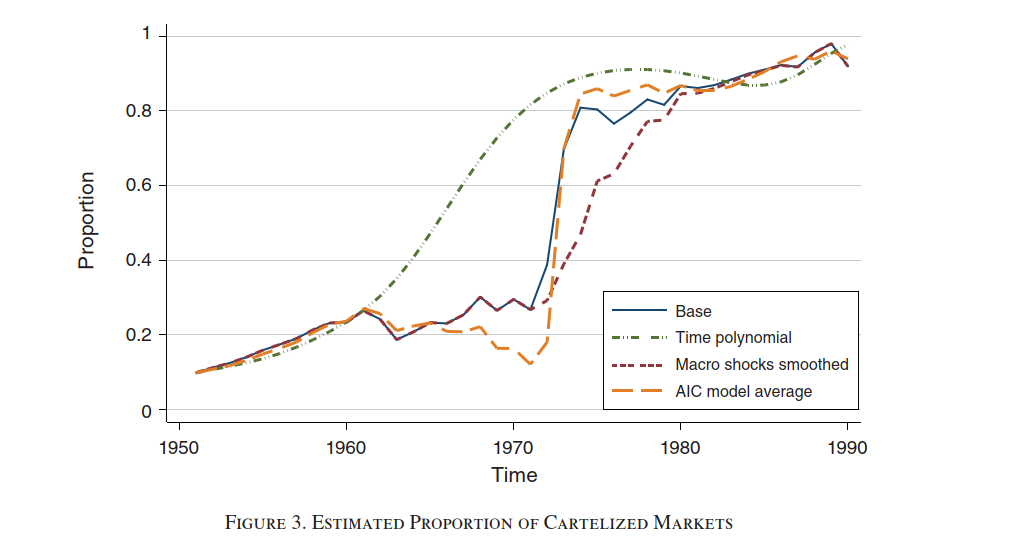 1
0.8
0.6
0.4
0.2
0
Proportion
1950 1960 1970 1980 1990
Time
Base
Time polynomial
Macro shocks smoothed
AIC model average
FIGURE 3. ESTIMATED PROPORTION OF CARTELIZED MARKETS